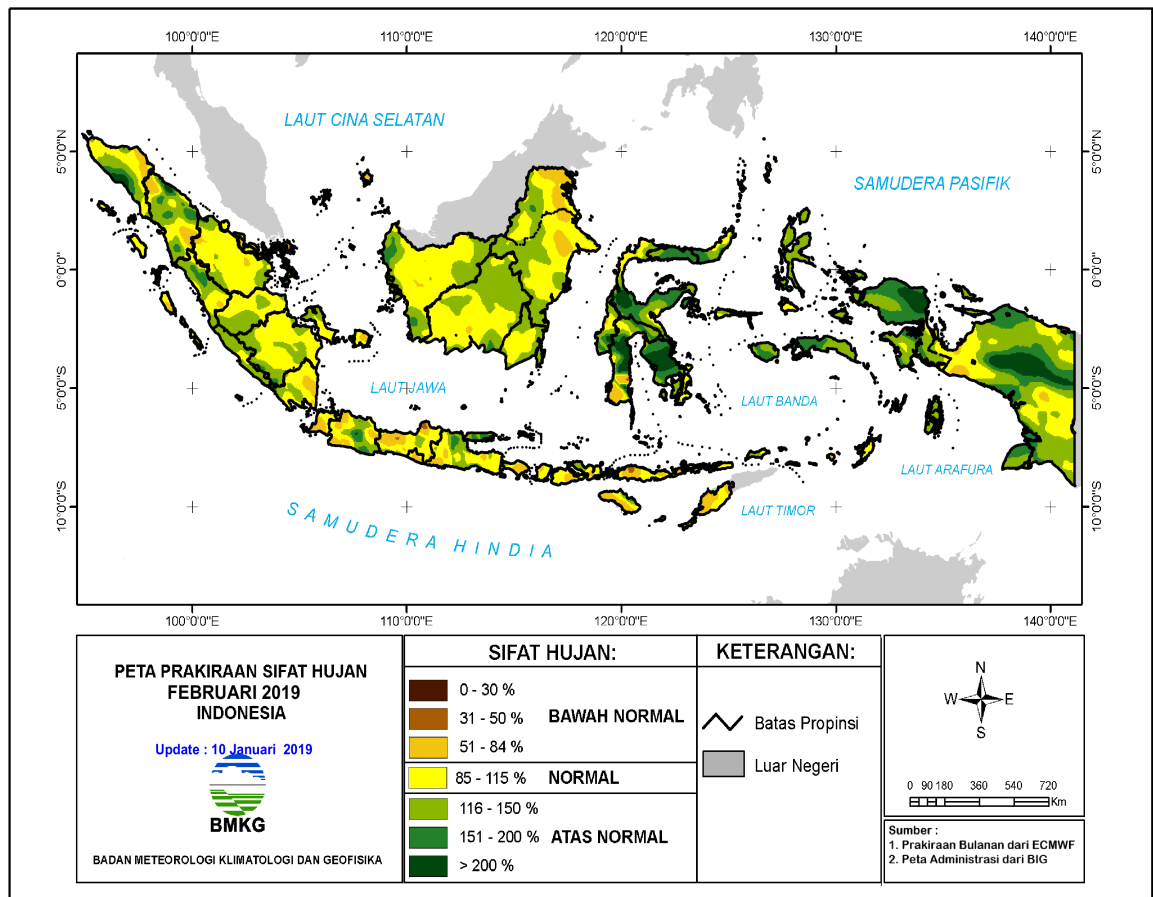 100°0'0"E 110°0'0"E 120°0'0"E 130°0'0"E 140°0'0"E
LAUT CINA SELATAN
SAMUDERA PASIFIK
5°0'0"N 5°0'0"N
0°0'0" 0°0'0"
LAUT JAWA
LAUT BANDA
5°0'0"S 5°0'0"S
LAUT ARAFURA
LAUT TIMOR
10°0'0"S 10°0'0"S
SAMUDERA HINDIA
100°0'0"E 110°0'0"E 120°0'0"E 130°0'0"E 140°0'0"E
PETA PRAKIRAAN SIFAT HUJAN
FEBRUARI 2019
INDONESIA
Update : 10 Januari 2019
BMKG
BADAN METEOROLOGI KLIMATOLOGI DAN GEOFISIKA
SIFAT HUJAN:
0 - 30 %
31 - 50 % BAWAH NORMAL
51 - 84 %
85 - 115 % NORMAL
116 - 150 %
151 - 200 % ATAS NORMAL
> 200 %
KETERANGAN:
Batas Propinsi
Luar Negeri
N
W E
S
0 90 180 360 540 720
Km
Sumber :
1. Prakiraan Bulanan dari ECMWF
2. Peta Administrasi dari BIG